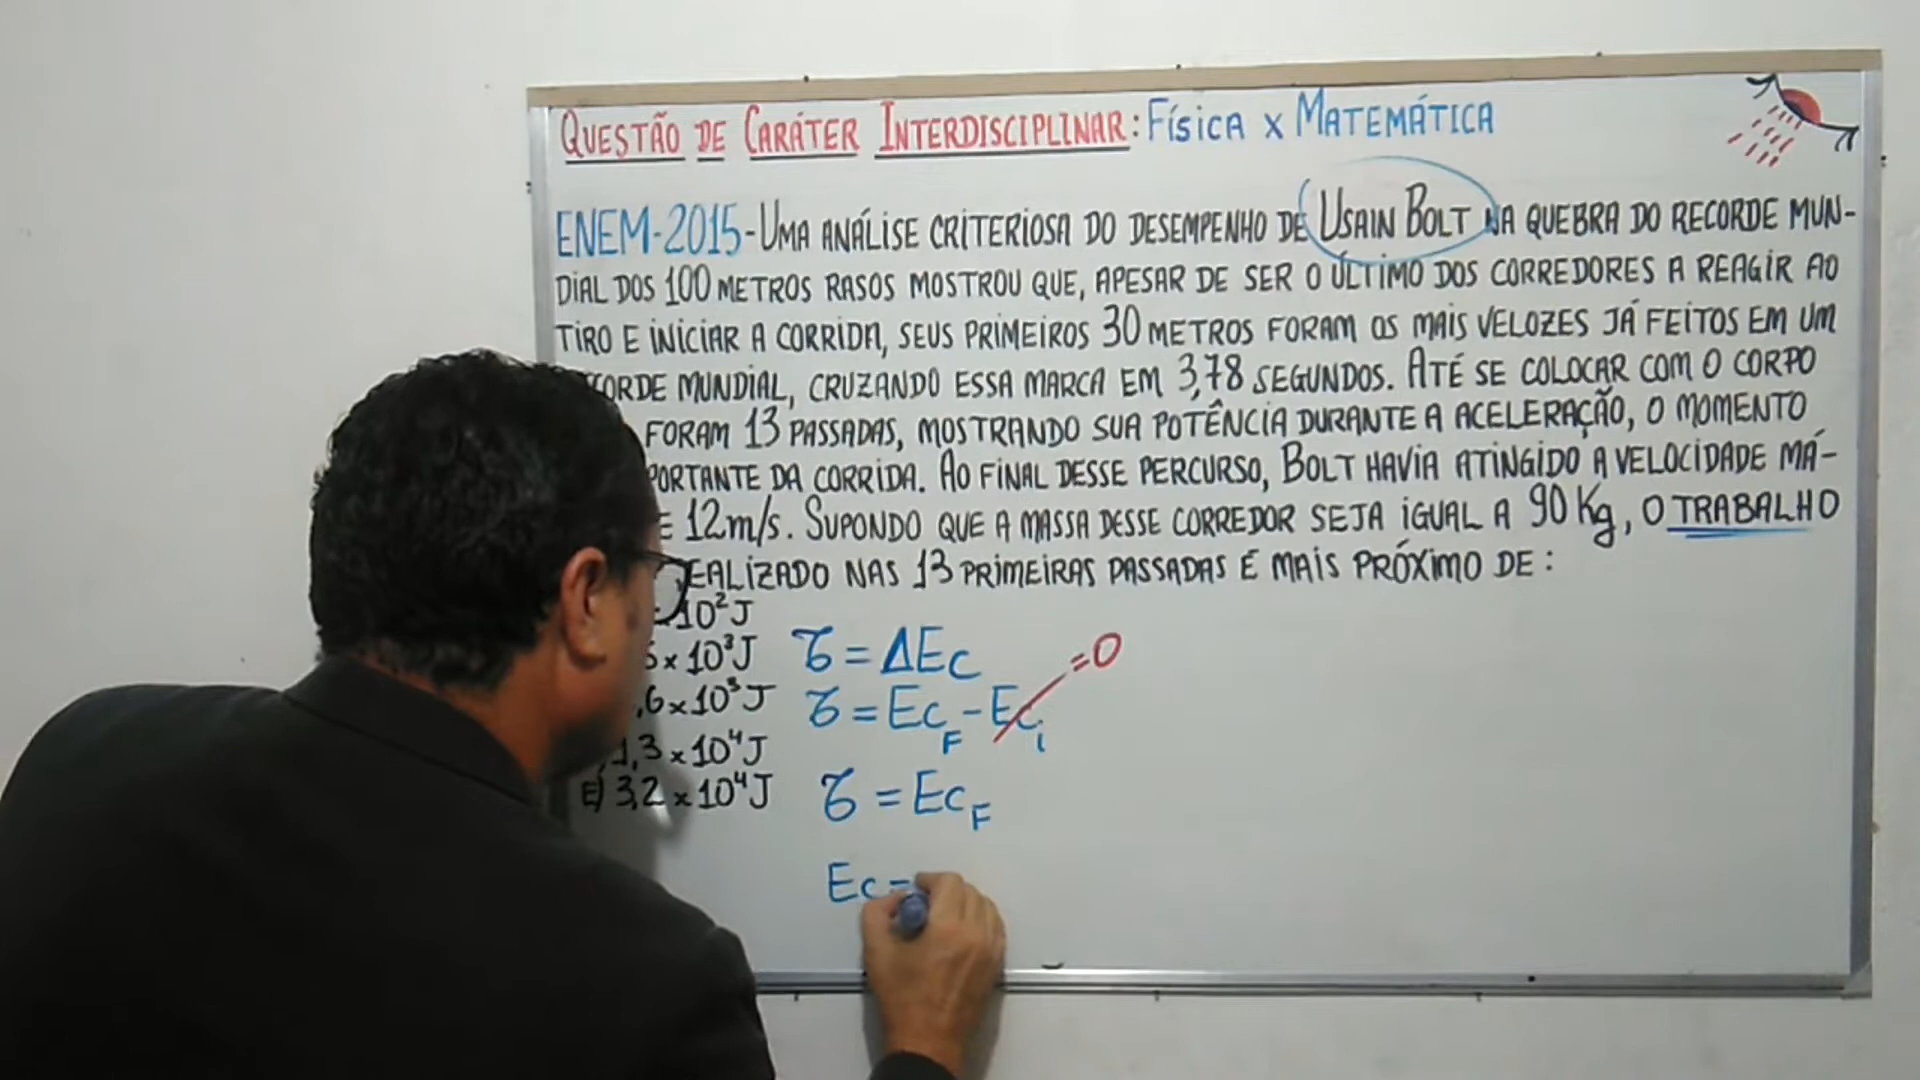 QUESTÃO DE CARÁTER INTERDISCIPLINAR: FÍSICA X MATEMÁTICA
ENEM-2015-UMA ANÁLISE CRITERIOSA DO DESEMPENHO DE USAIN BOLT NA QUEBRA DO RECORDE MUN-
DIAL DOS 100 METROS RASOS MOSTROU QUE, APESAR DE SER O ÚLTIMO DOS CORREDORES A REAGIR AO
TIRO E INICIAR A CORRIDA, SEUS PRIMEIROS 30 METROS FORAM OS MAIS VELOZES JÁ FEITOS EM UM
CORDE MUNDIAL, CRUZANDO ESSA MARCA EM 3,78 SEGUNDOS. ATÉ SE COLOCAR COM O CORPO
FORAM 13 PASSADAS, MOSTRANDO SUA POTÊNCIA DURANTE A ACELERAÇÃO, O MOMENTO
PORTANTE DA CORRIDA. AO FINAL DESSE PERCURSO, BOLT HAVIA ATINGIDO A VELOCIDADE MÁ-
E 12m/s. SUPONDO QUE A MASSA DESSE CORREDOR SEJA IGUAL A 90 Kg, O TRABALHO
EALIZADO NAS 13 PRIMEIRAS PASSADAS É MAIS PRÓXIMO DE:
10²J
5 x 10³J
,6 x 10³J
1,3 x 10⁴J
E) 3,2 x 10⁴J
τ = ΔEc
τ = Ec_F - Ec_i =0
τ = Ec_F
Ec =